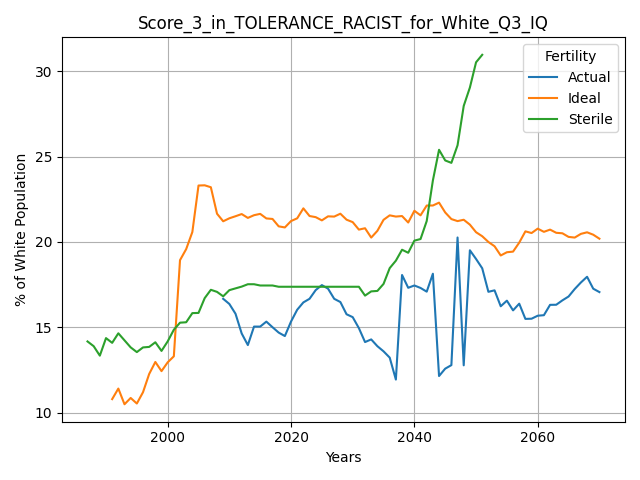 Score_3_in_TOLERANCE_RACIST_for_White_Q3_IQ
Fertility
Actual
Ideal
Sterile
% of White Population
30
25
20
15
10
2000
2020
2040
2060
Years